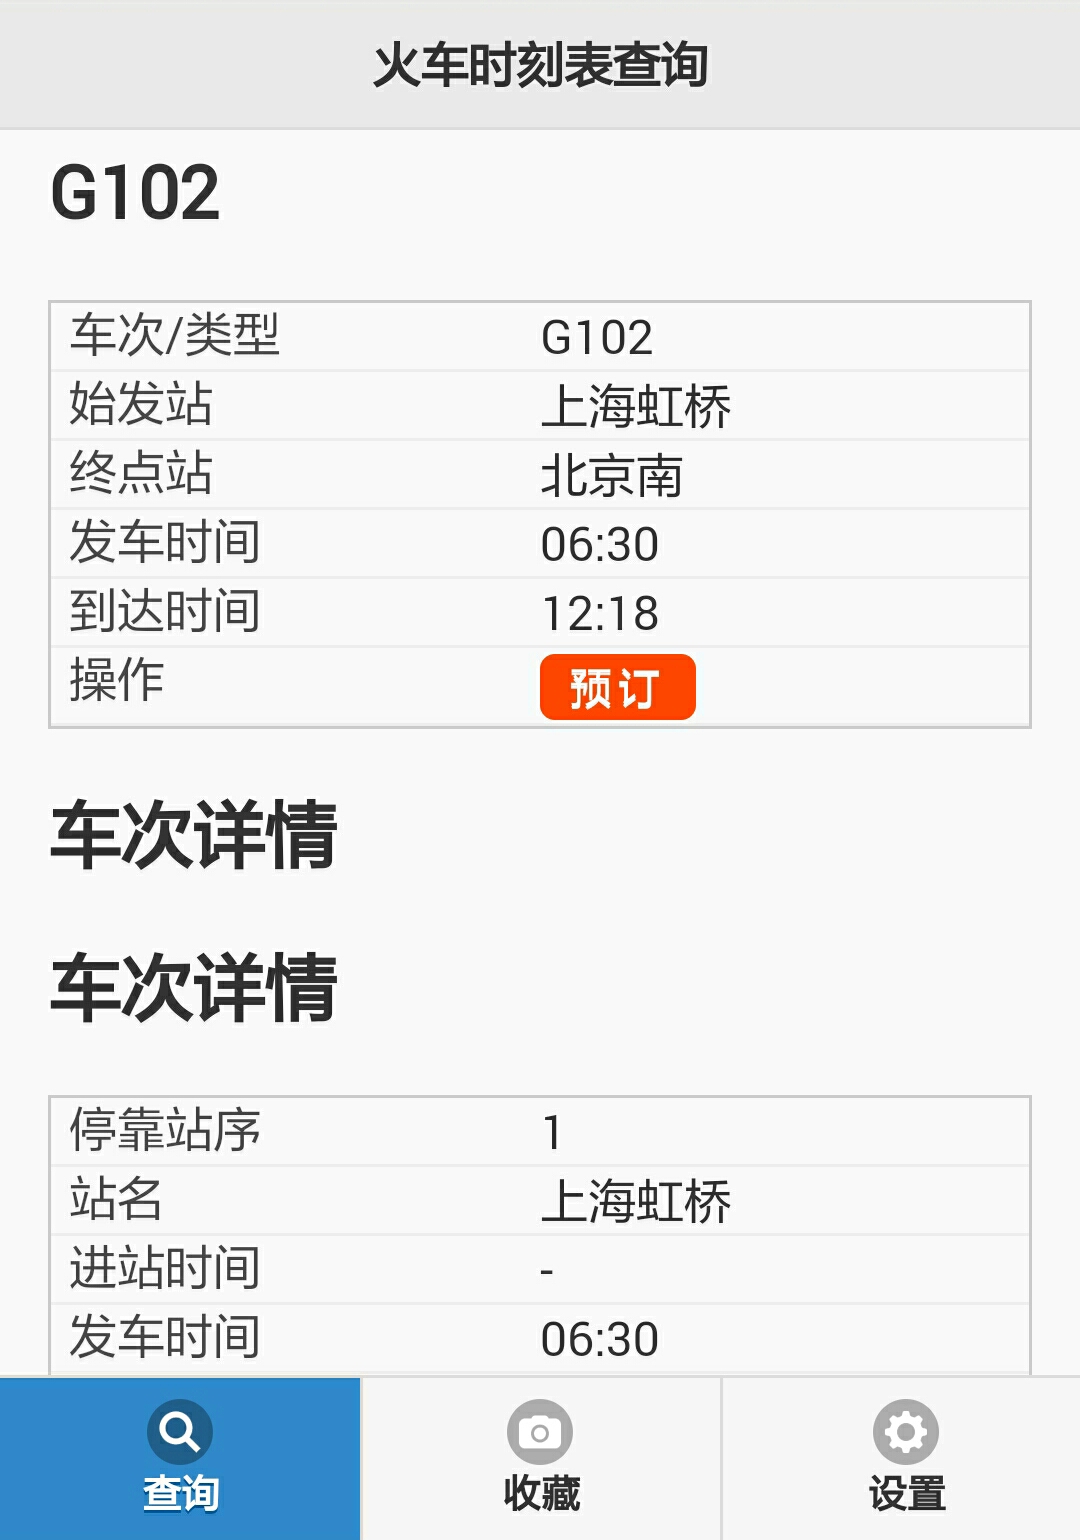 火车时刻表查询
G102
车次/类型 G102
始发站 上海虹桥
终点站 北京南
发车时间 06:30
到达时间 12:18
操作 预订
车次详情
车次详情
停靠站序 1
站名 上海虹桥
进站时间 -
发车时间 06:30
查询 收藏 设置